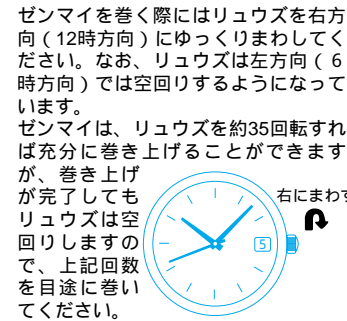 ゼンマイを巻く際にはリュウズを右方
向(12時方向)にゆっくりまわしてく
ださい。なお、リュウズは左方向(6
時方向)では空回りするようになって
います。
ゼンマイは、リュウズを約35回転すれ
ば充分に巻き上げることができます
が、巻き上げ
が完了しても
リュウズは空
回りしますの
で、上記回数
を目途に巻い
てください。
右にまわす
5